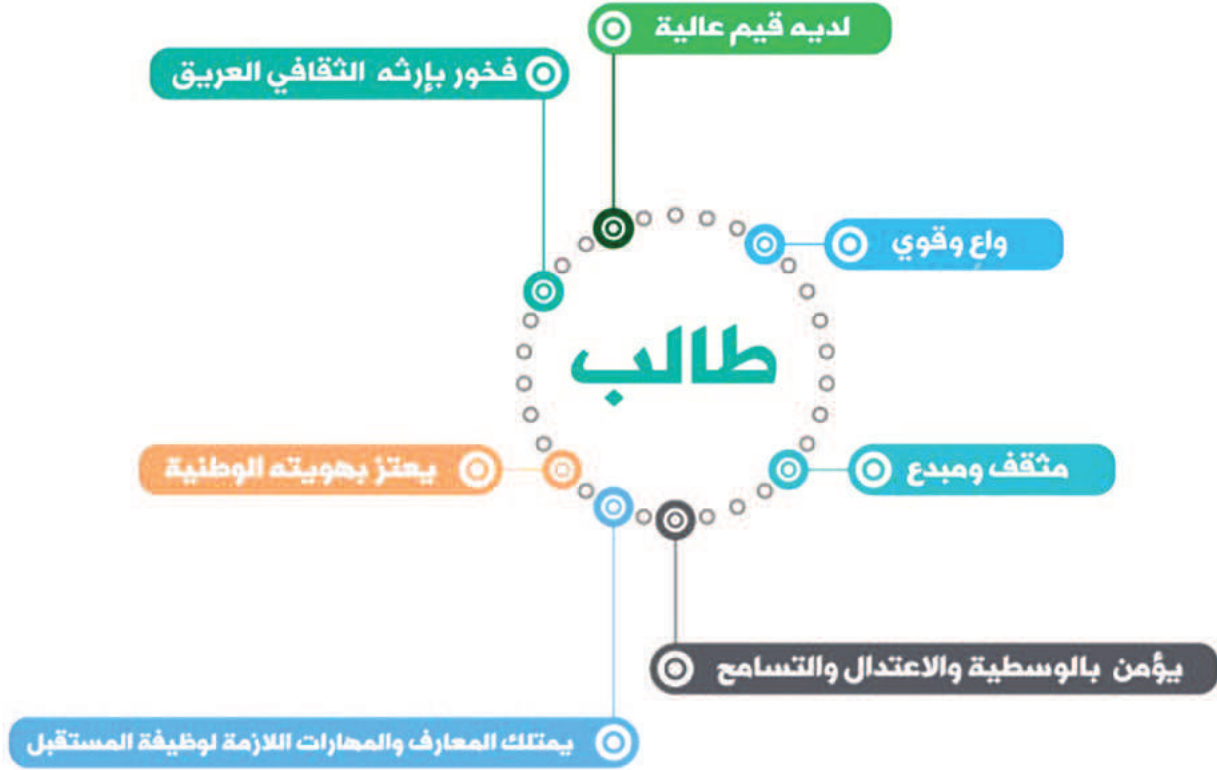 لديه قيم عالية
فخور بإرثه الثقافي العريق
واع وقوي
طالب
يعتز بهويته الوطنية
مثقف ومبدع
يؤمن بالوسطية والاعتدال والتسامح
يمتلك المعارف والمهارات اللازمة لوظيفة المستقبل